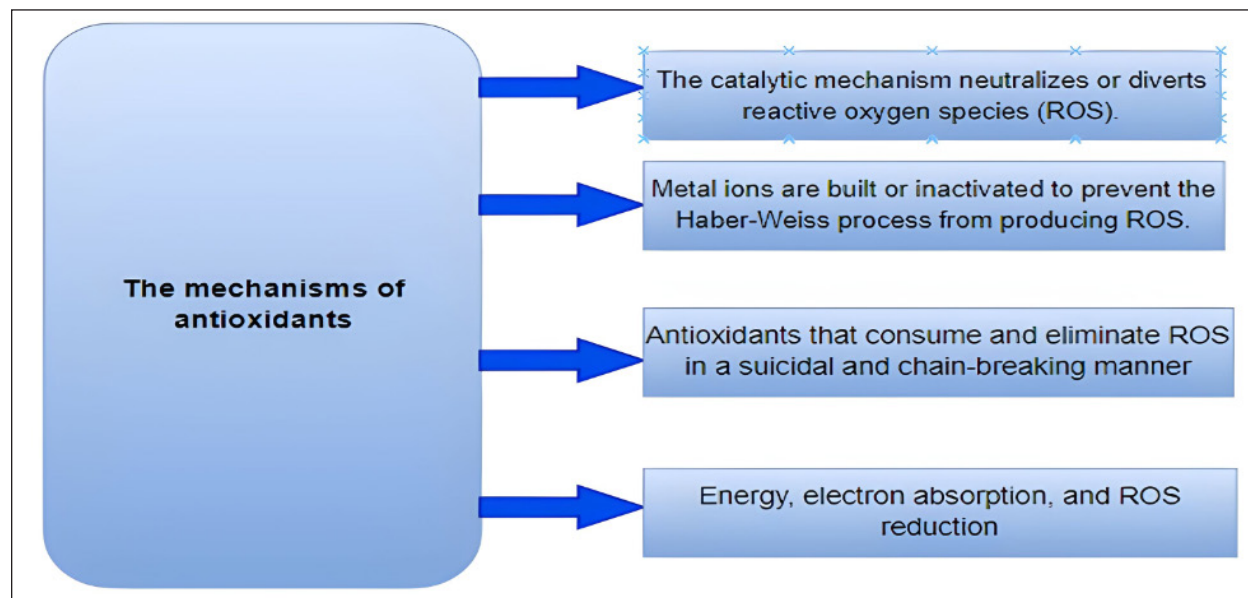 The mechanisms of
antioxidants
The catalytic mechanism neutralizes or diverts
reactive oxygen species (ROS).
Metal ions are built or inactivated to prevent the
Haber-Weiss process from producing ROS.
Antioxidants that consume and eliminate ROS
in a suicidal and chain-breaking manner
Energy, electron absorption, and ROS
reduction